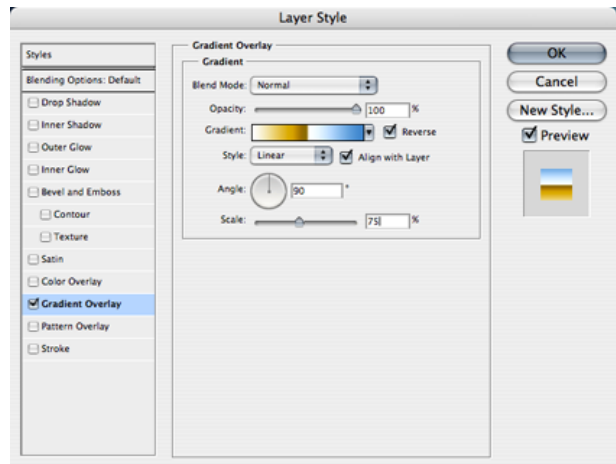 Layer Style
Styles
Blending Options: Default
Drop Shadow
Inner Shadow
Outer Glow
Inner Glow
Bevel and Emboss
Contour
Texture
Satin
Color Overlay
Gradient Overlay
Pattern Overlay
Stroke
Gradient Overlay
Gradient
Blend Mode: Normal
Opacity: 100 %
Gradient: Reverse
Style: Linear Align with Layer
Angle: 90 °
Scale: 75 %
OK
Cancel
New Style...
Preview